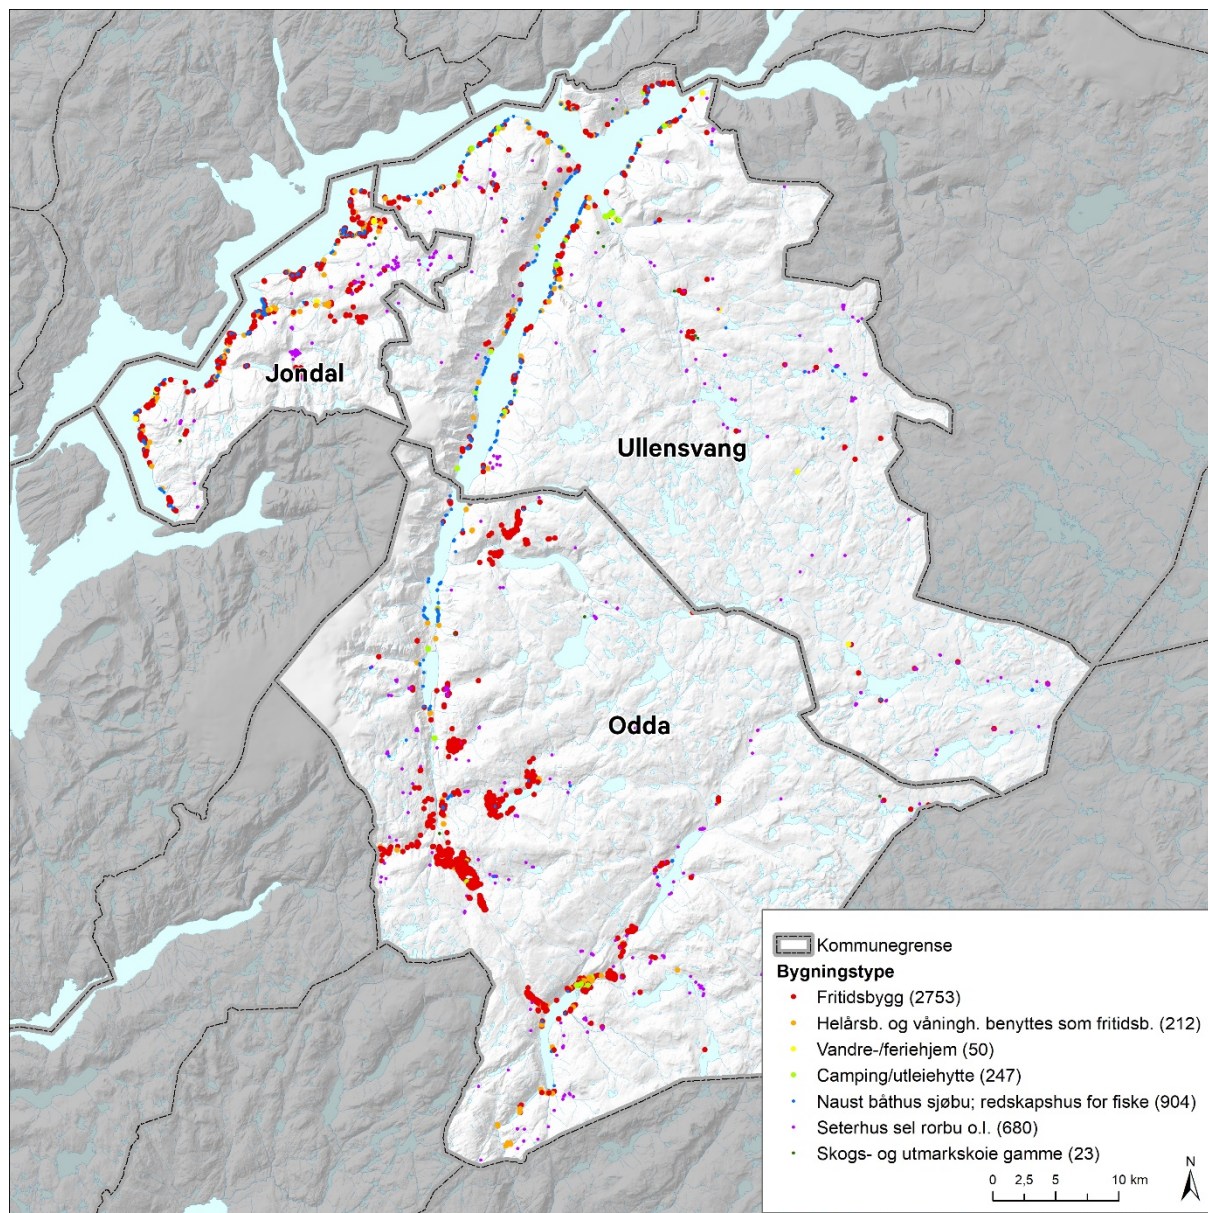 Jondal
Ullensvang
Odda
Kommunegrense
Bygningstype
Fritidsbygg (2753)
Helårsb. og våningh. benyttes som fritidsb. (212)
Vandre-/feriehjem (50)
Camping/utleiehytte (247)
Naust båthus sjøbu; redskapshus for fiske (904)
Seterhus sel rorbu o.l. (680)
Skogs- og utmarkskoie gamme (23)
0 2,5 5 10 km
N